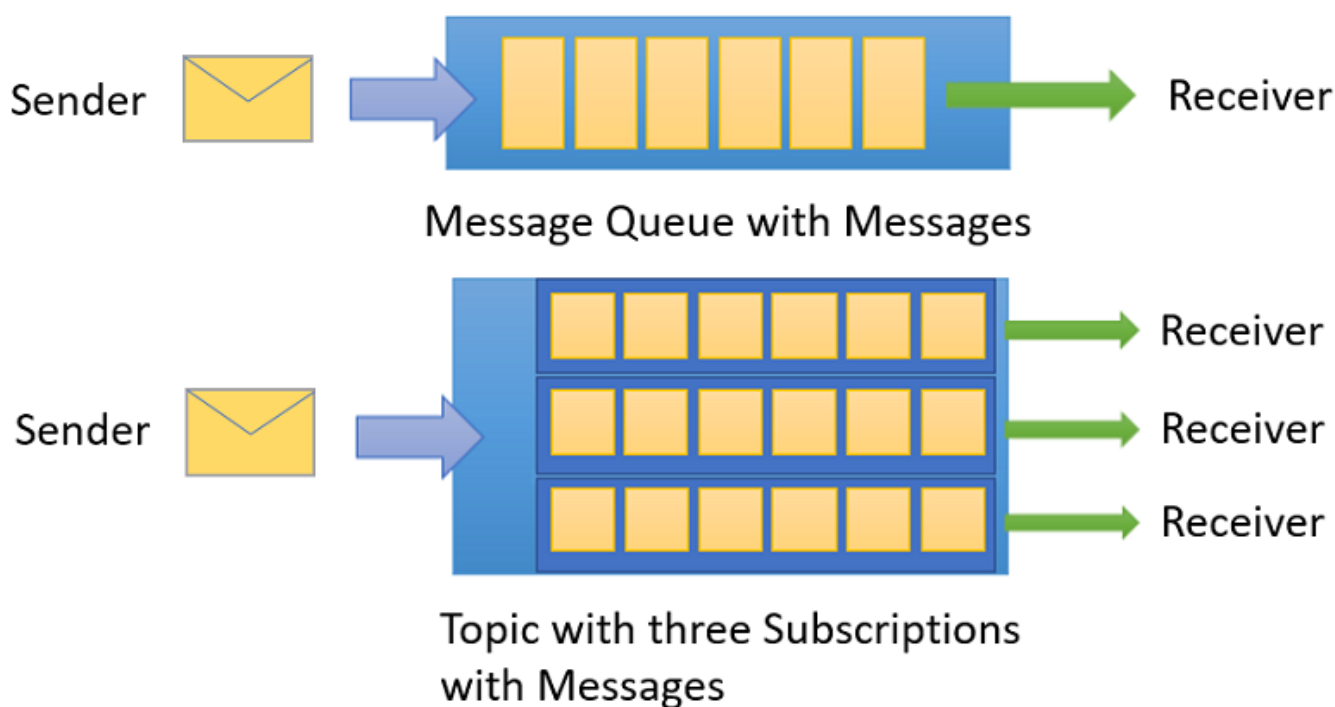 Sender
Receiver
Message Queue with Messages
Receiver
Sender
Receiver
Receiver
Topic with three Subscriptions
with Messages